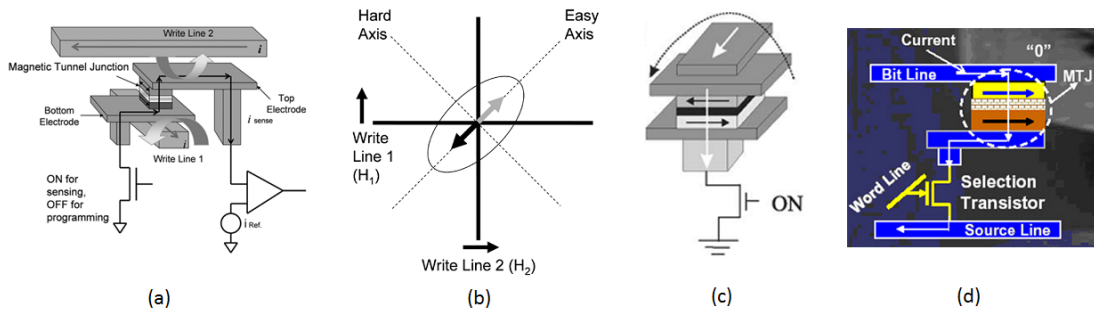 Write Line 2
i
Magnetic Tunnel Junction
Bottom
Electrode
Top
Electrode
i sense
i
Write Line 1
ON for
sensing,
OFF for
programming
i Ref.
(a)
Hard
Axis
Easy
Axis
Write
Line 1
(H1)
Write Line 2 (H2)
(b)
ON
(c)
Current
"0"
Bit Line
MTJ
Word Line
Selection
Transistor
Source Line
(d)